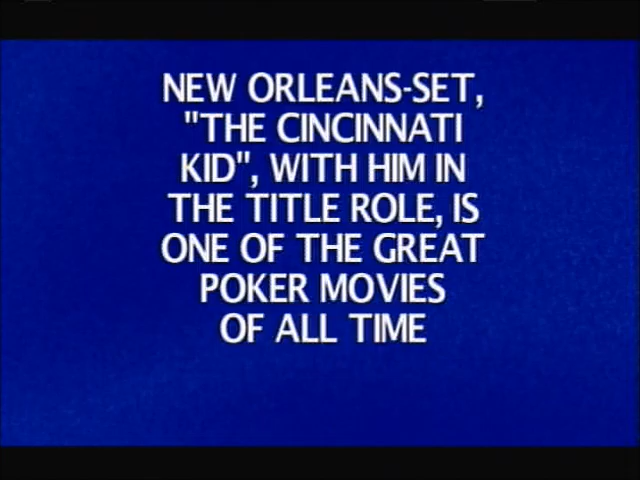 NEW ORLEANS-SET,
"THE CINCINNATI
KID", WITH HIM IN
THE TITLE ROLE, IS
ONE OF THE GREAT
POKER MOVIES
OF ALL TIME